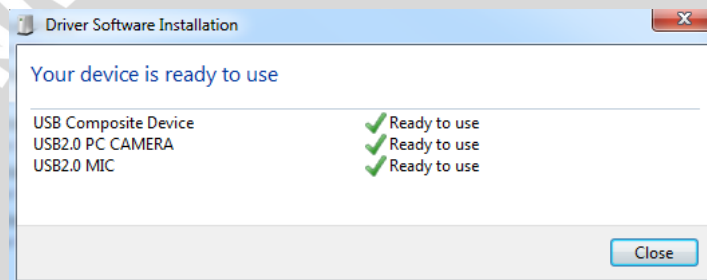 Driver Software Installation
Your device is ready to use
USB Composite Device Ready to use
USB2.0 PC CAMERA Ready to use
USB2.0 MIC Ready to use
Close